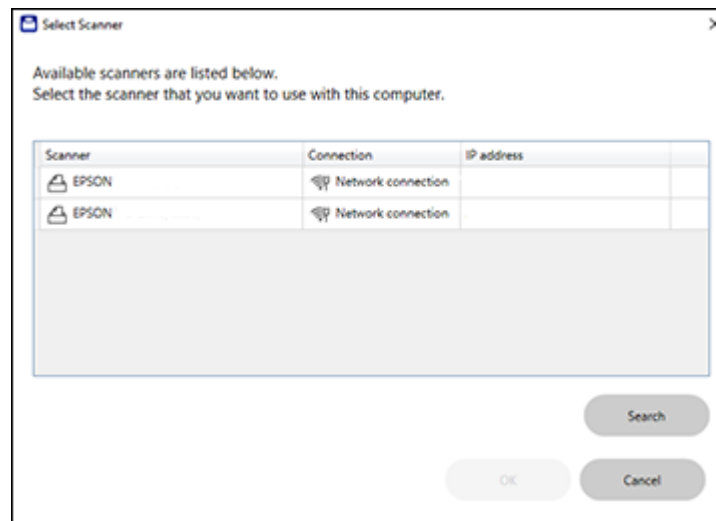 Select Scanner
Available scanners are listed below.
Select the scanner that you want to use with this computer.
Scanner Connection IP address
EPSON Network connection
EPSON Network connection
Search
OK Cancel